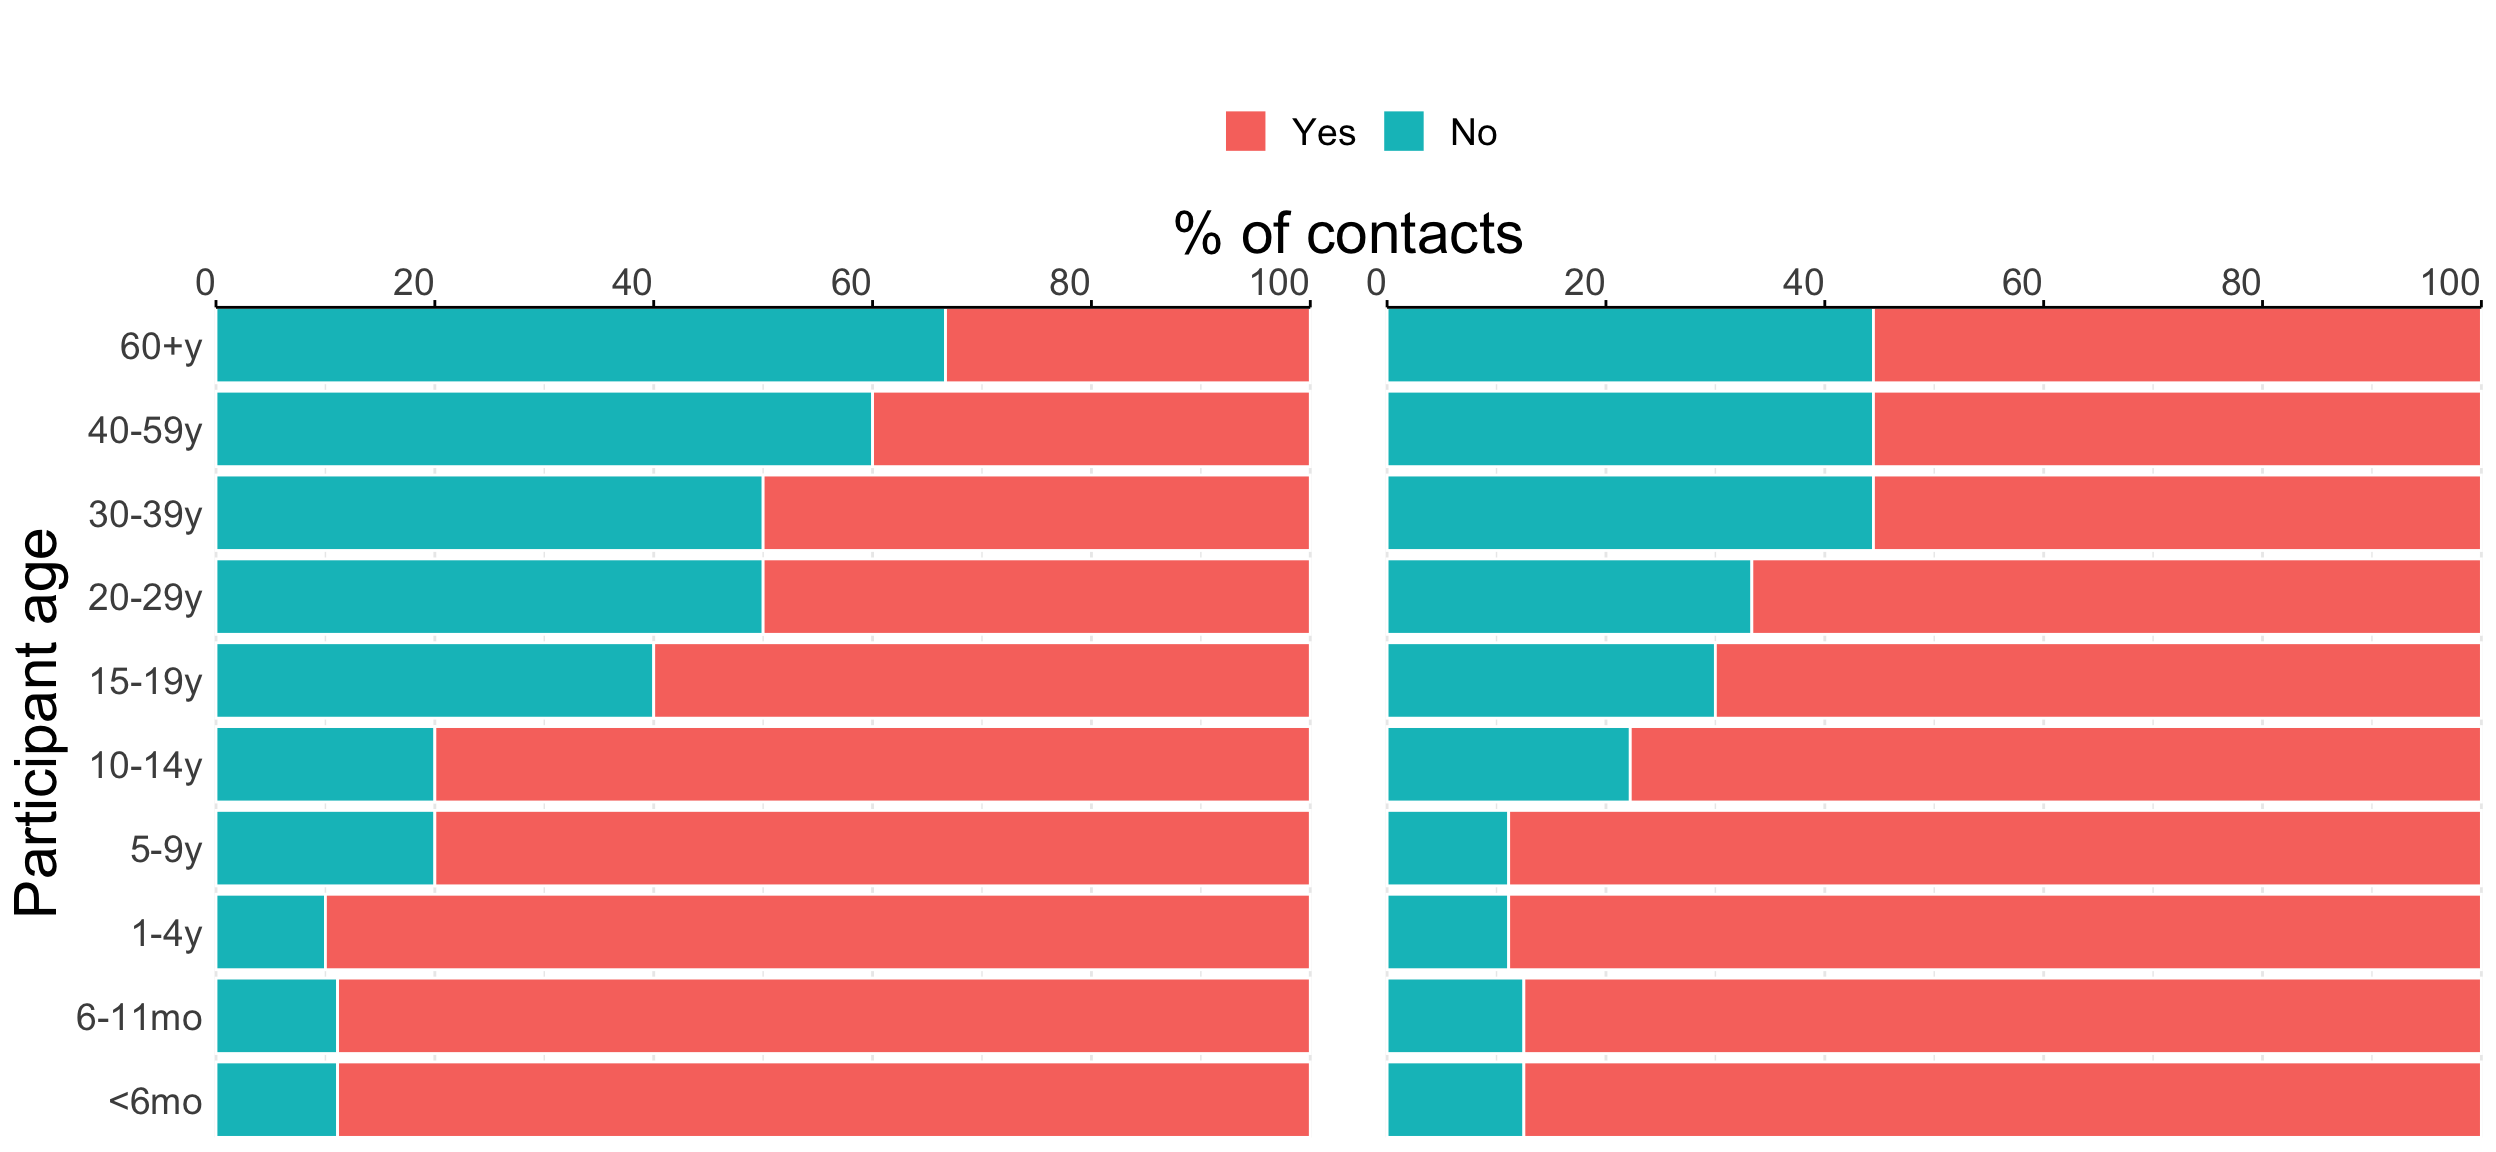 Yes No
% of contacts
0 20 40 60 80 100 0 20 40 60 80 100
Participant age
60+y
40-59y
30-39y
20-29y
15-19y
10-14y
5-9y
1-4y
6-11mo
<6mo